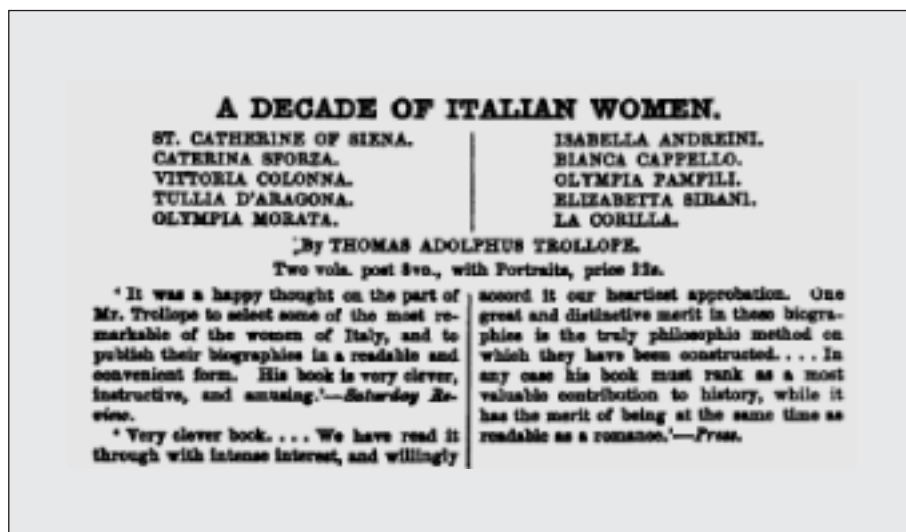 A DECADE OF ITALIAN WOMEN.
ST. CATHERINE OF SIENA.
CATERINA SFORZA.
VITTORIA COLONNA.
TULLIA D'ARAGONA.
OLYMPIA MORATA.
ISABELLA ANDREINI.
BIANCA CAPPELLO.
OLYMPIA PAMFILI.
ELIZABETTA SIRANI.
LA CORILLA.
By THOMAS ADOLPHUS TROLLOPE.
Two vols. post 8vo., with Portraits, price 22s.
'It was a happy thought on the part of
Mr. Trollope to select some of the most re-
markable of the women of Italy, and to
publish their biographies in a readable and
convenient form. His book is very clever,
instructive, and amusing.'—Saturday Re-
view.
'Very clever book.... We have read it
through with intense interest, and willingly
accord it our heartiest approbation. One
great and distinctive merit in these biogra-
phies is the truly philosophic method on
which they have been constructed.... In
any case his book must rank as a most
valuable contribution to history, while it
has the merit of being at the same time as
readable as a romance.'—Press.